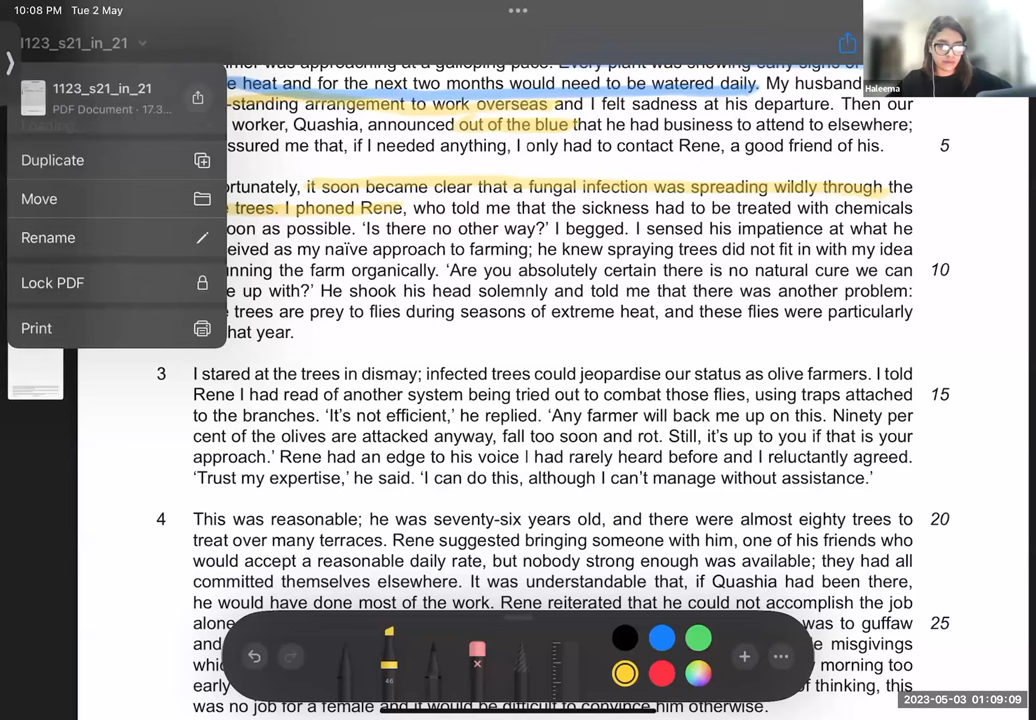 10:08 PM Tue 2 May
1123_s21_in_21
1123_s21_in_21
PDF Document · 17.3...
Duplicate
Move
Rename
Lock PDF
Print
Haleema
heat and for the next two months would need to be watered daily. My husband
-standing arrangement to work overseas and I felt sadness at his departure. Then our
worker, Quashia, announced out of the blue that he had business to attend to elsewhere;
ssured me that, if I needed anything, I only had to contact Rene, a good friend of his. 5
ortunately, it soon became clear that a fungal infection was spreading wildly through the
trees. I phoned Rene, who told me that the sickness had to be treated with chemicals
oon as possible. ‘Is there no other way?’ I begged. I sensed his impatience at what he
eived as my naïve approach to farming; he knew spraying trees did not fit in with my idea
unning the farm organically. ‘Are you absolutely certain there is no natural cure we can 10
e up with?’ He shook his head solemnly and told me that there was another problem:
trees are prey to flies during seasons of extreme heat, and these flies were particularly
hat year.
3 I stared at the trees in dismay; infected trees could jeopardise our status as olive farmers. I told
Rene I had read of another system being tried out to combat those flies, using traps attached 15
to the branches. ‘It’s not efficient,’ he replied. ‘Any farmer will back me up on this. Ninety per
cent of the olives are attacked anyway, fall too soon and rot. Still, it’s up to you if that is your
approach.’ Rene had an edge to his voice I had rarely heard before and I reluctantly agreed.
‘Trust my expertise,’ he said. ‘I can do this, although I can’t manage without assistance.’
4 This was reasonable; he was seventy-six years old, and there were almost eighty trees to 20
treat over many terraces. Rene suggested bringing someone with him, one of his friends who
would accept a reasonable daily rate, but nobody strong enough was available; they had all
committed themselves elsewhere. It was understandable that, if Quashia had been there,
he would have done most of the work. Rene reiterated that he could not accomplish the job
alone was to guffaw 25
and misgivings
whic morning too
early of thinking, this
was no job for a female and it would be difficult to convince him otherwise.
46
2023-05-03 01:09:09